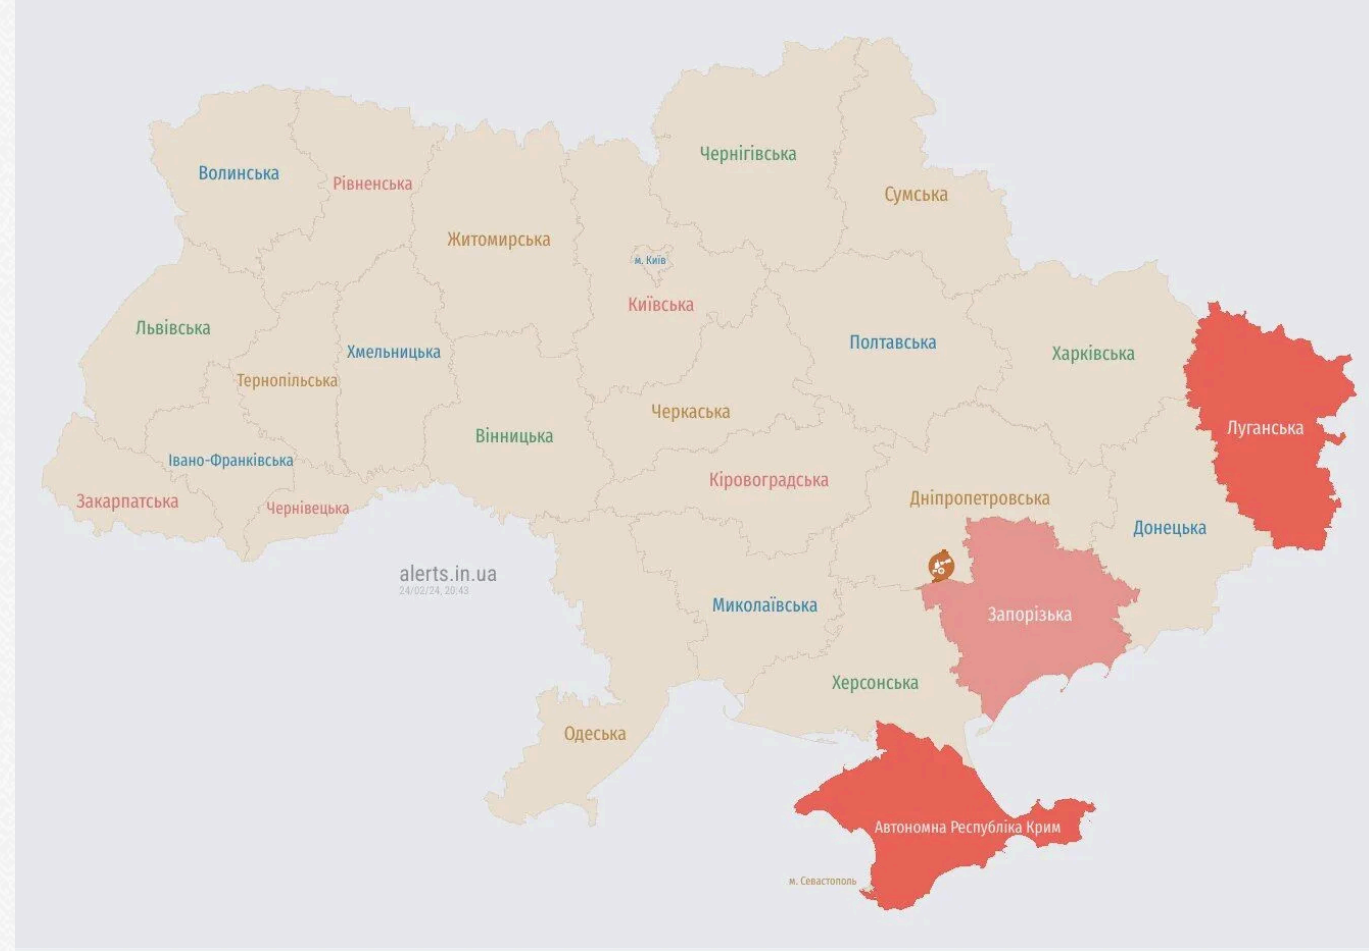 Чернігівська
Волинська
Рівненська
Сумська
Житомирська
м. Київ
Київська
Львівська
Полтавська
Хмельницька
Харківська
Тернопільська
Черкаська
Луганська
Вінницька
Івано-Франківська
Кіровоградська
Дніпропетровська
Закарпатська
Чернівецька
Донецька
alerts.in.ua
24/02/24, 20:43
Миколаївська
Запорізька
Херсонська
Одеська
Автономна Республіка Крим
м. Севастополь